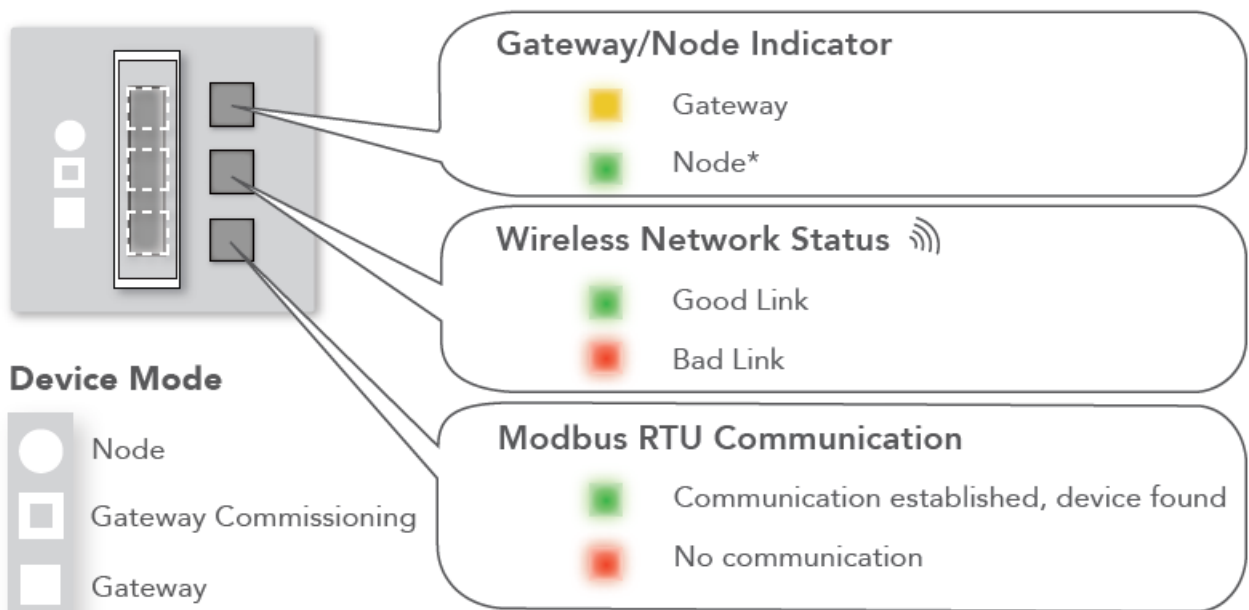 Gateway/Node Indicator
Gateway
Node*
Wireless Network Status
Good Link
Bad Link
Modbus RTU Communication
Communication established, device found
No communication
Device Mode
Node
Gateway Commissioning
Gateway